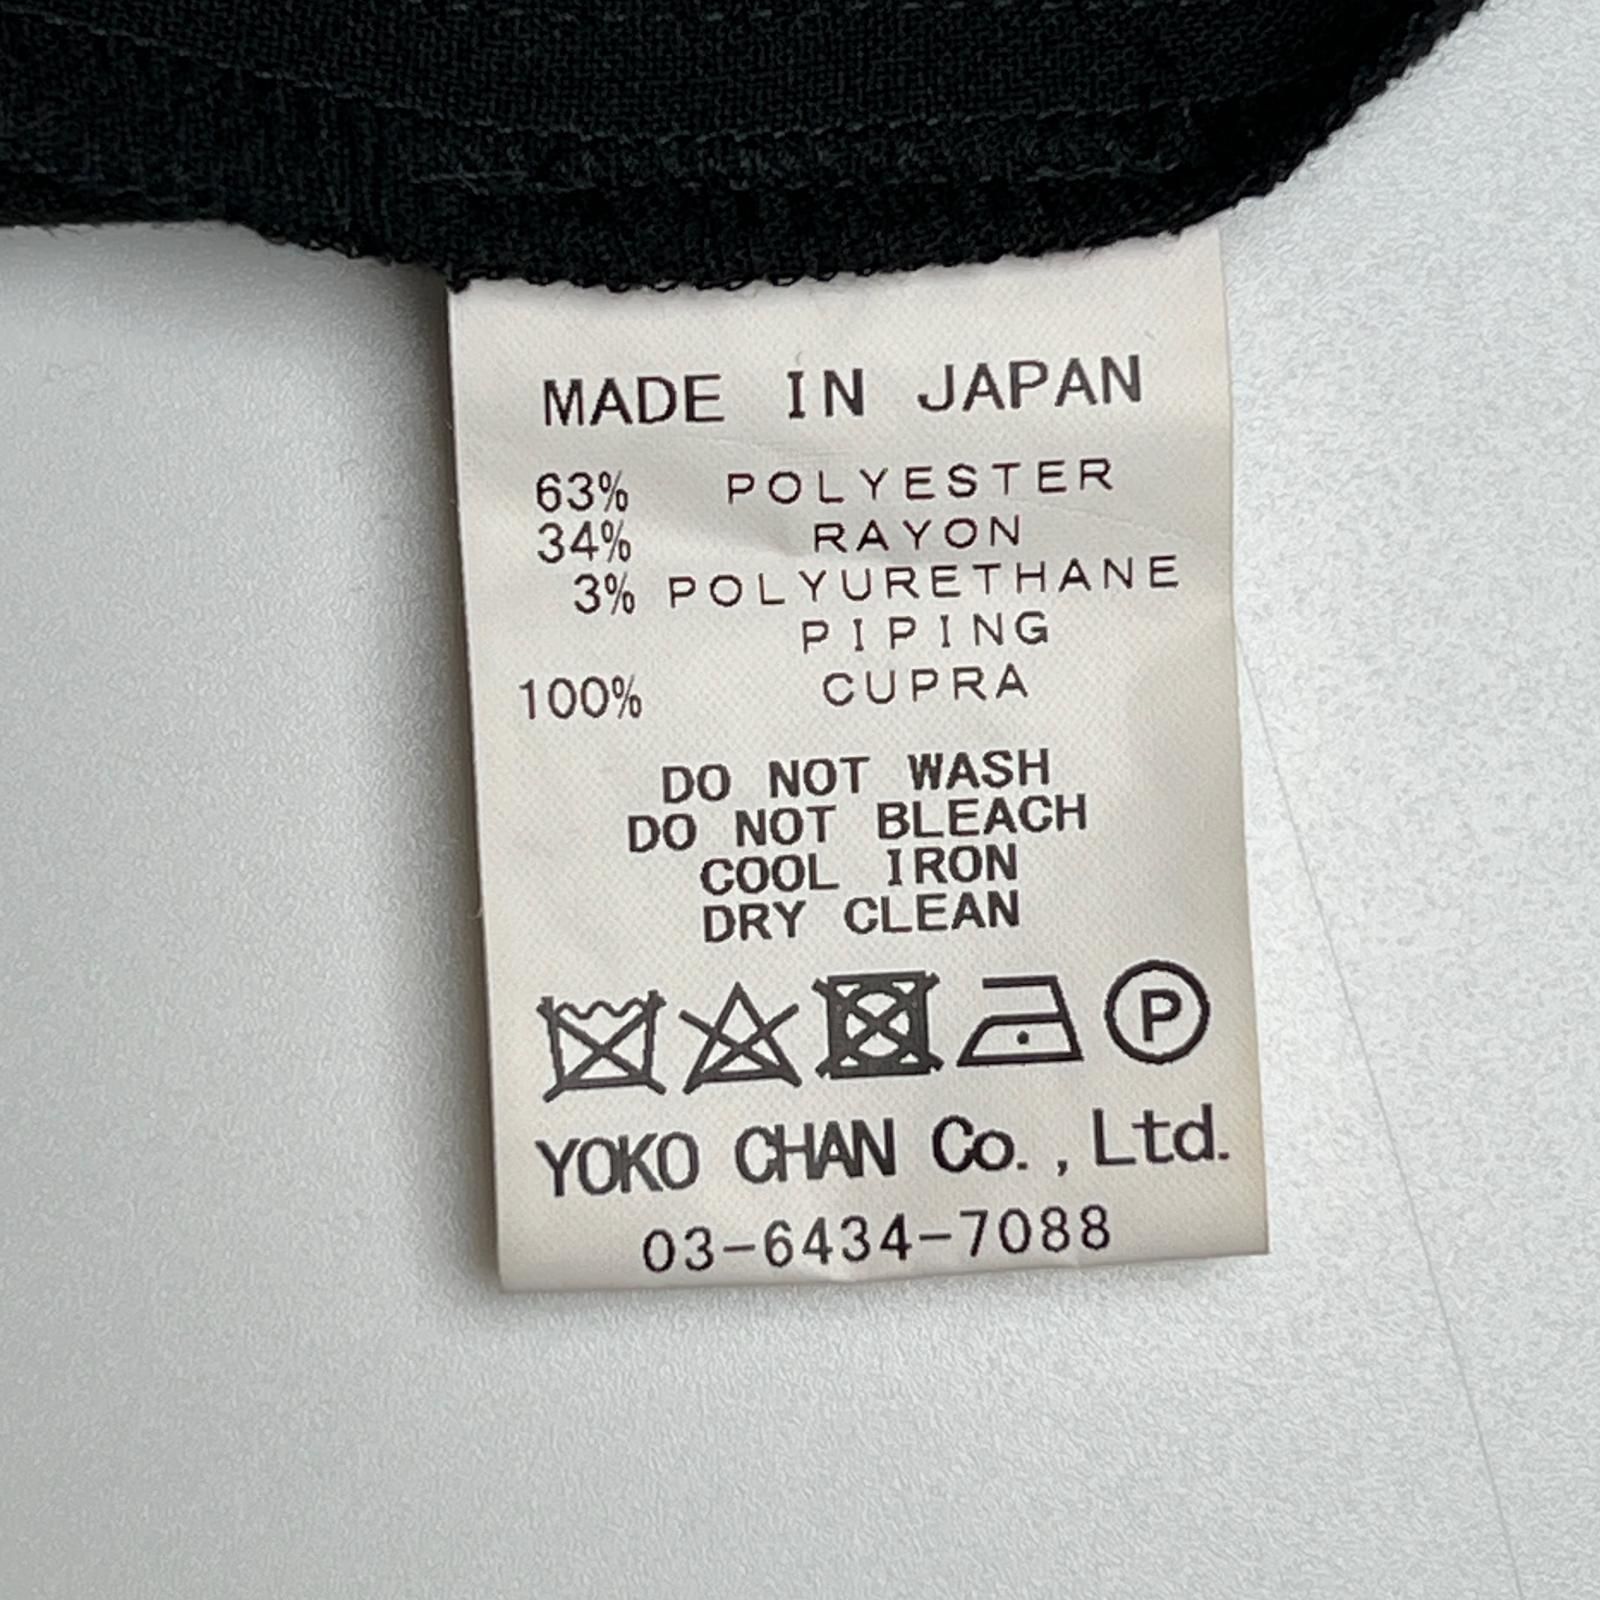 MADE IN JAPAN
63% POLYESTER
34% RAYON
3% POLYURETHANE
PIPING
100% CUPRA
DO NOT WASH
DO NOT BLEACH
COOL IRON
DRY CLEAN
P
YOKO CHAN Co., Ltd.
03-6434-7088